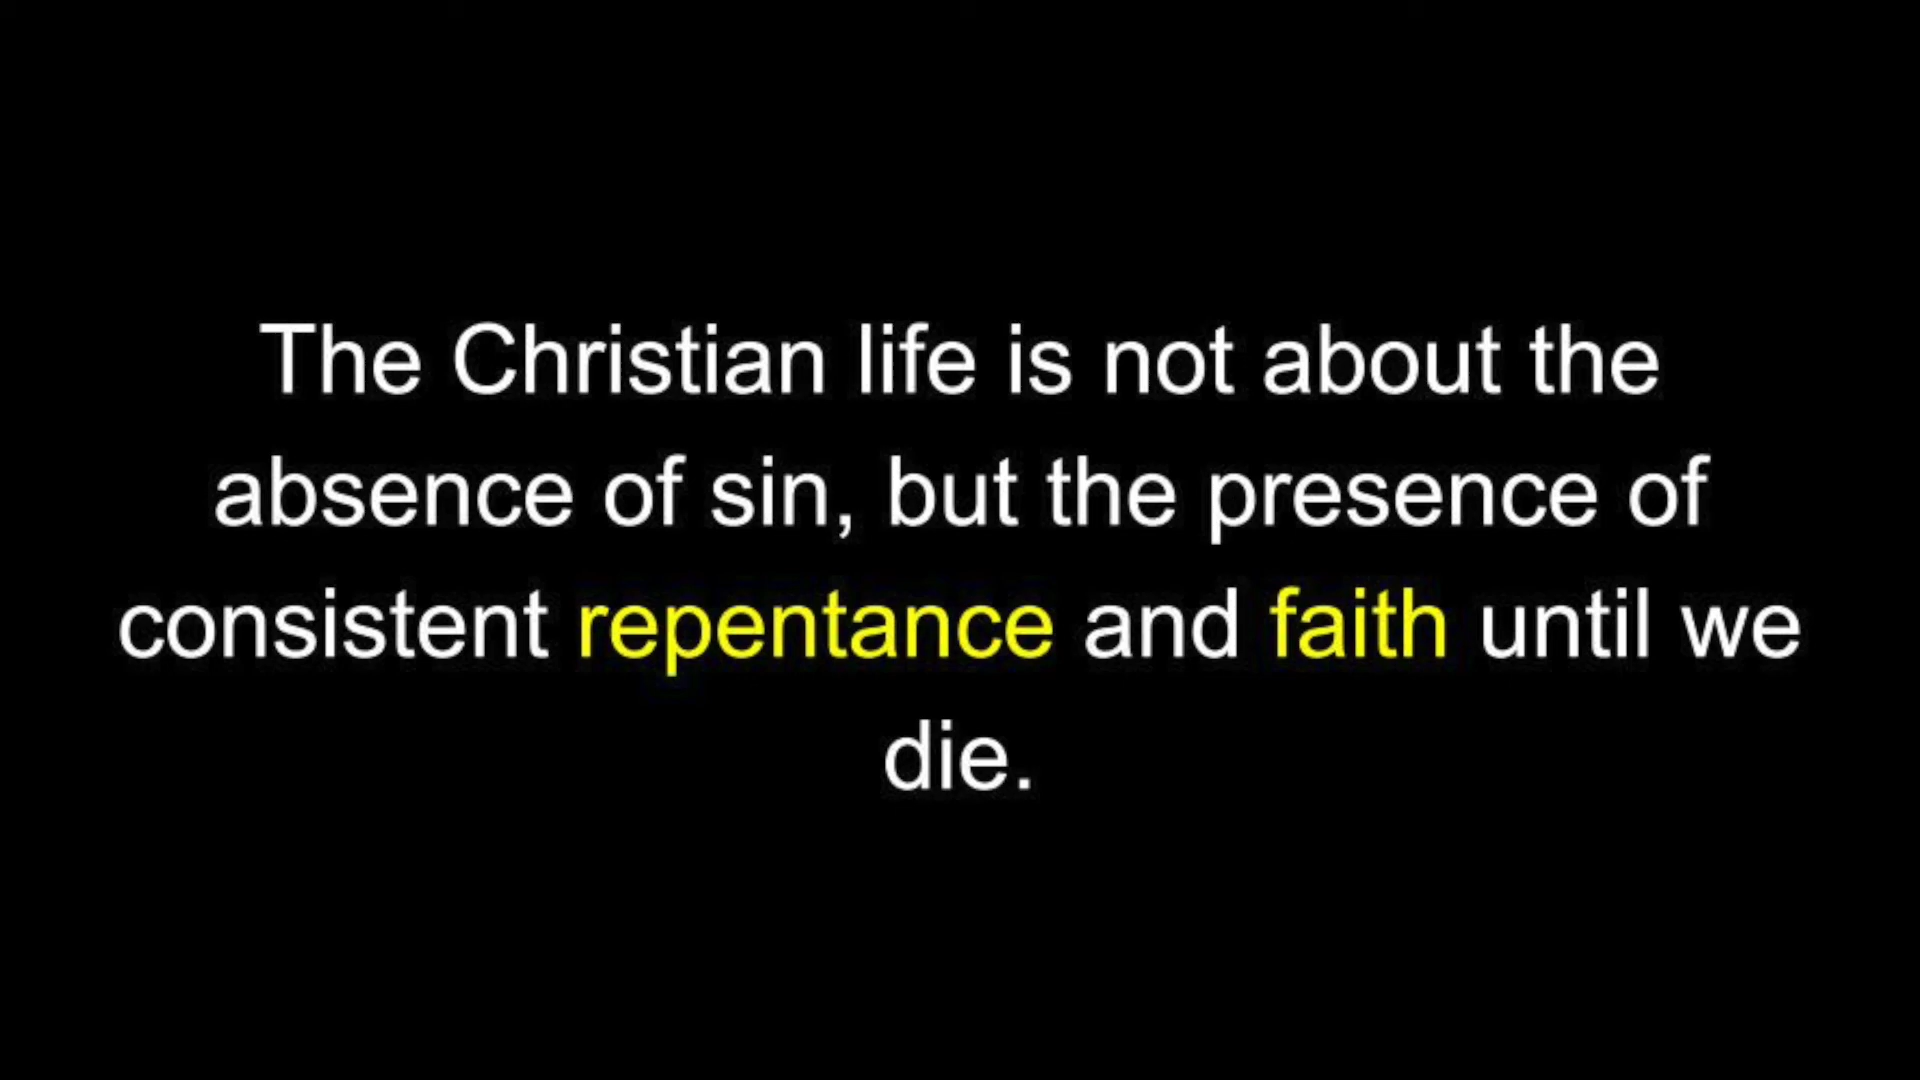 The Christian life is not about the
absence of sin, but the presence of
consistent repentance and faith until we
die.